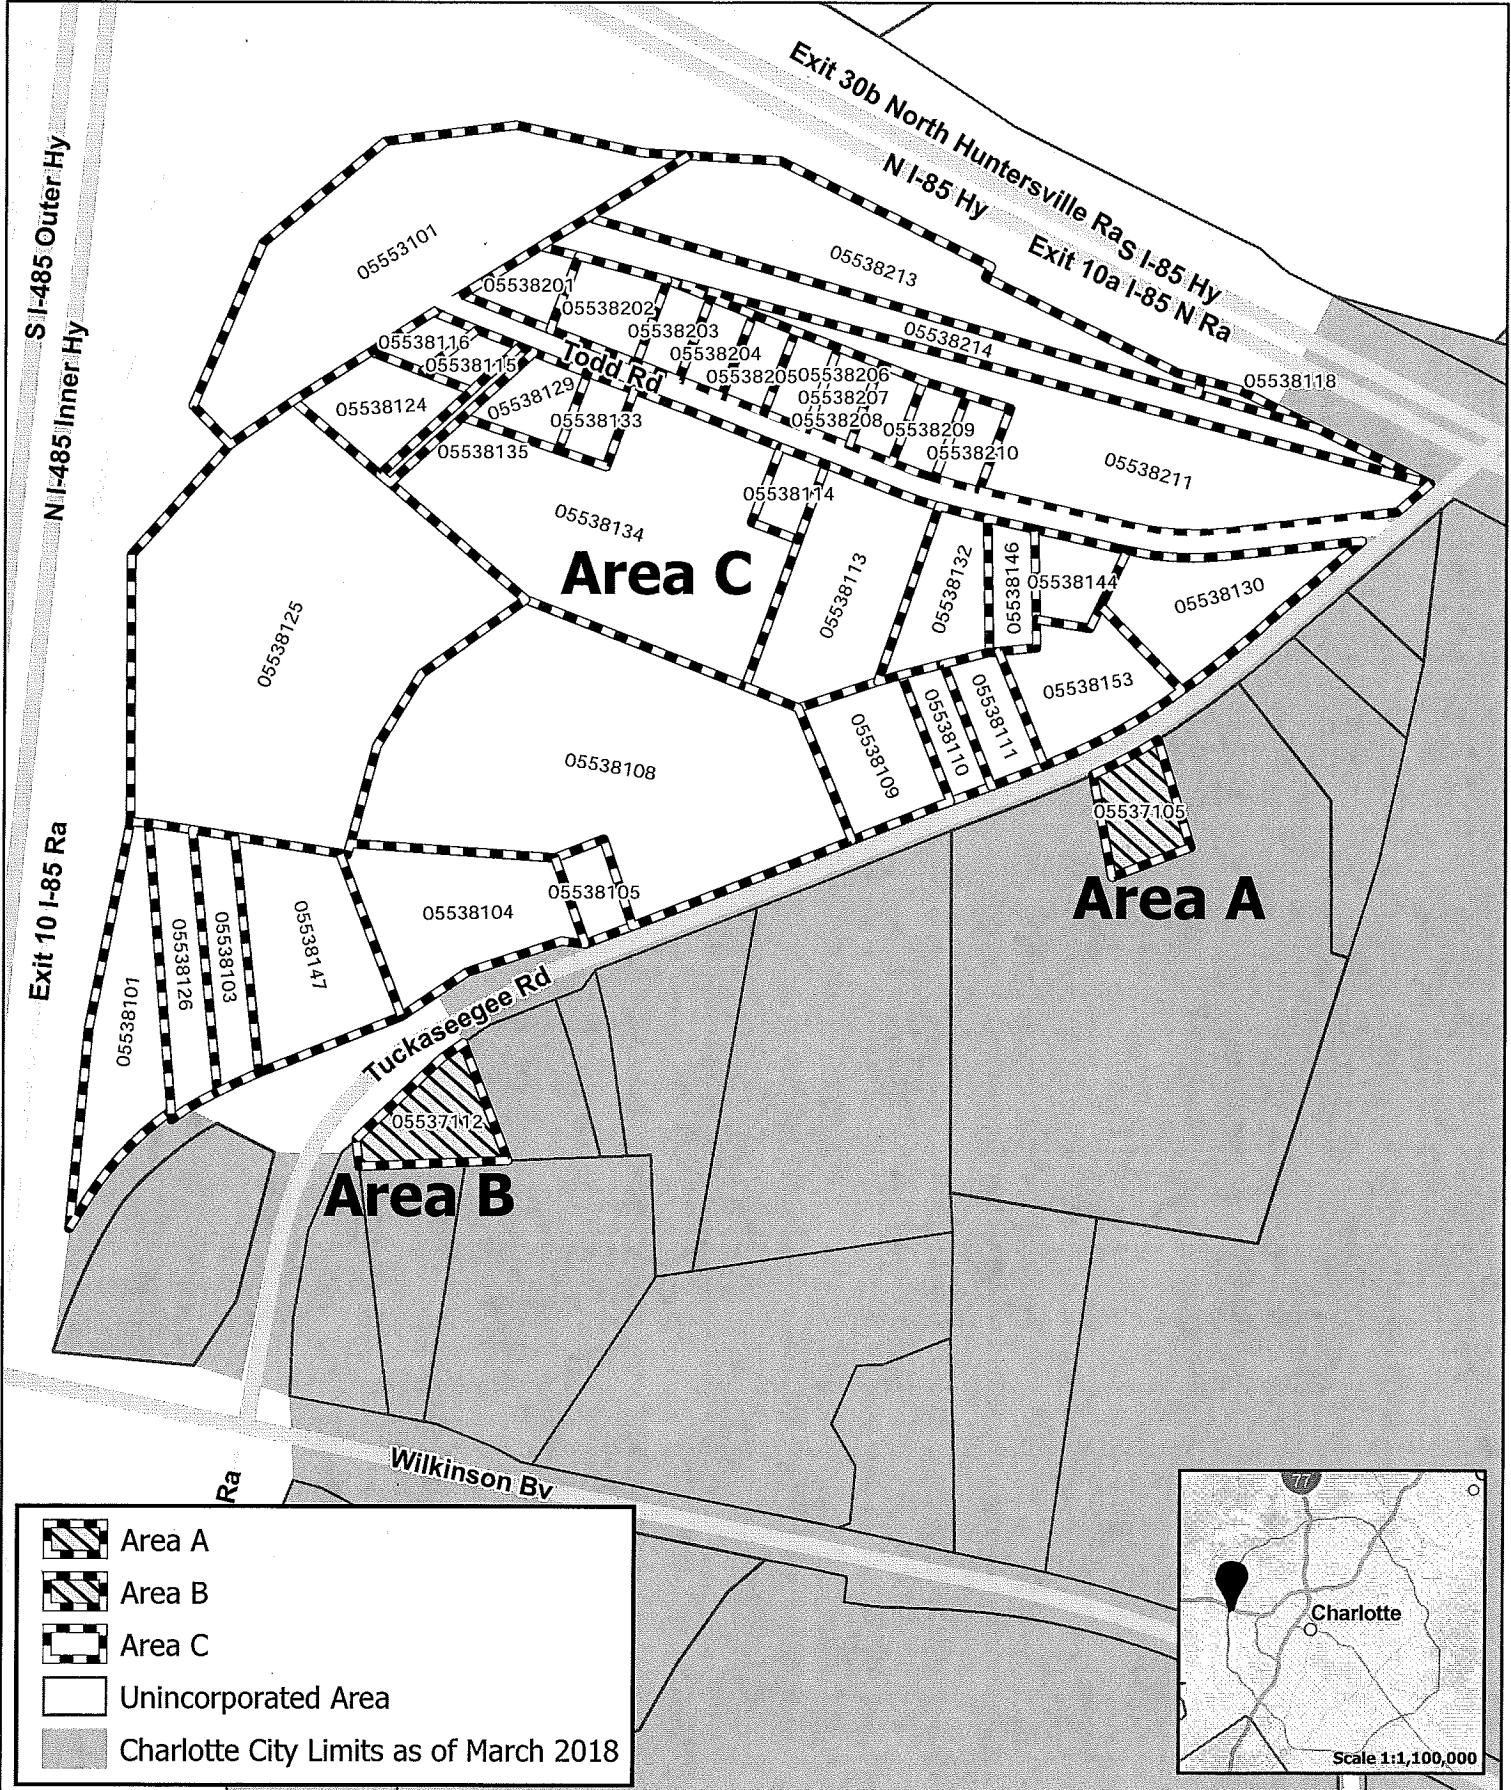 Exit 30b North Huntersville Ra
S I-85 Hy
N I-85 Hy
Exit 10a I-85 N Ra
S I-485 Outer Hy
N I-485 Inner Hy
Exit 10 I-85 Ra
05553101
05538213
05538201
05538202
05538203
05538204
05538205
05538206
05538207
05538208
05538209
05538210
05538214
05538118
05538211
05538116
05538115
Todd Rd
05538124
05538129
05538133
05538135
05538114
05538134
Area C
05538113
05538132
05538146
05538144
05538130
05538125
05538153
05538108
05538109
05538110
05538111
05537105
Area A
05538105
05538104
05538147
05538103
05538126
05538101
Tuckaseegee Rd
05537112
Area B
Wilkinson Bv
Ra
Area A
Area B
Area C
Unincorporated Area
Charlotte City Limits as of March 2018
77
Charlotte
Scale 1:1,100,000